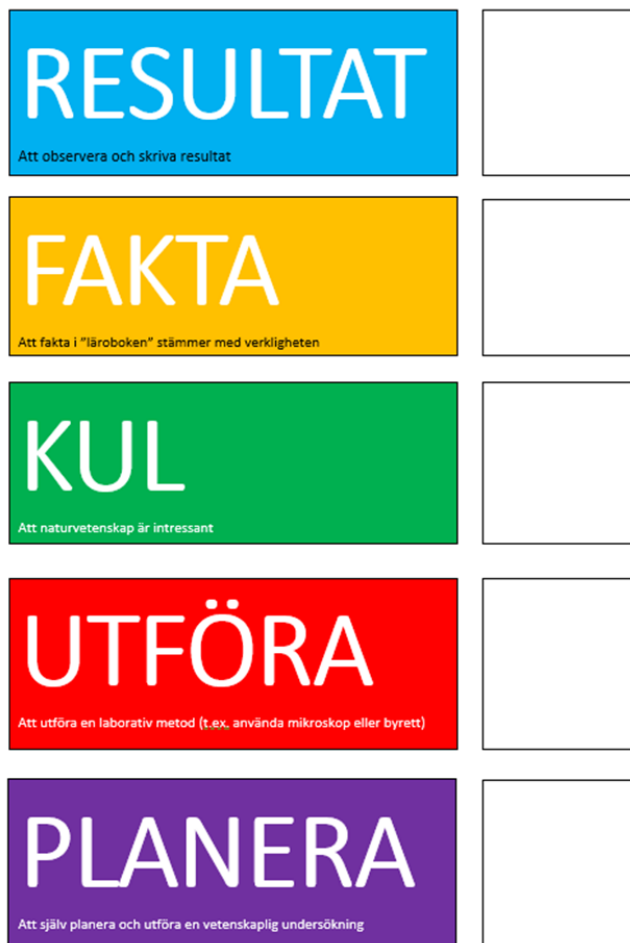 RESULTAT
Att observera och skriva resultat
FAKTA
Att fakta i ”läroboken” stämmer med verkligheten
KUL
Att naturvetenskap är intressant
UTFÖRA
Att utföra en laborativ metod (t.ex. använda mikroskop eller byrett)
PLANERA
Att själv planera och utföra en vetenskaplig undersökning